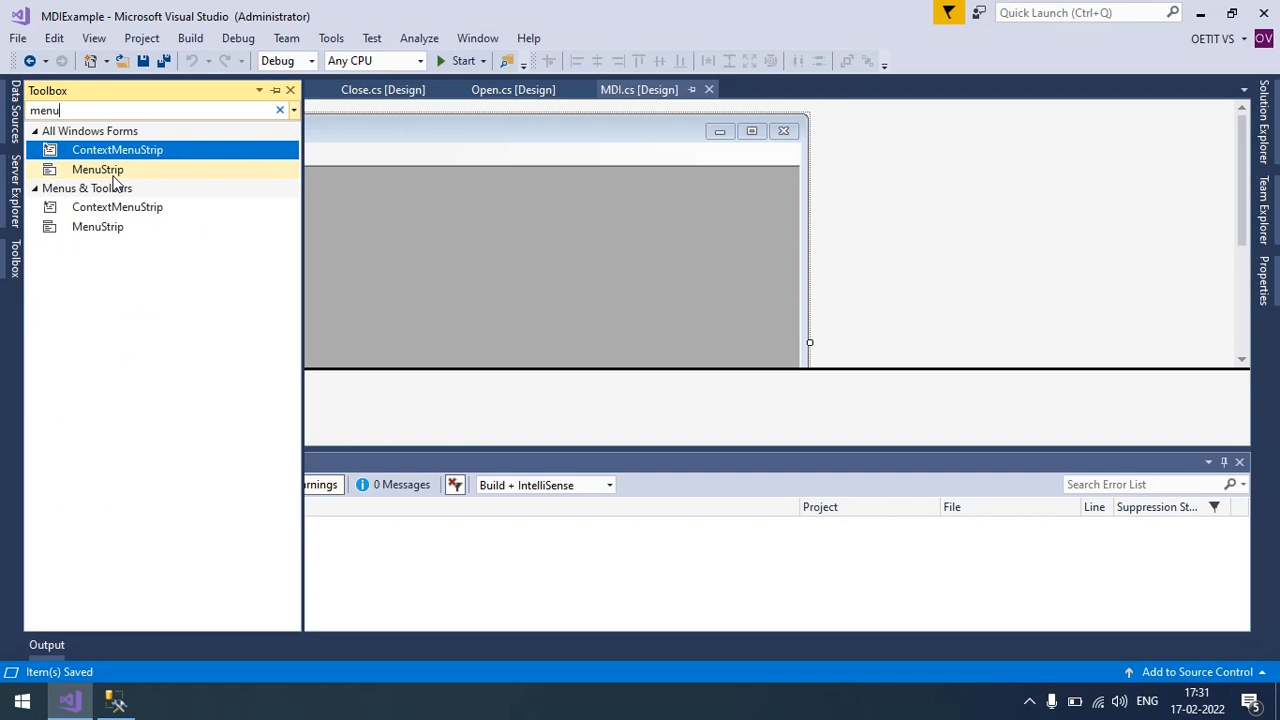 MDIExample - Microsoft Visual Studio (Administrator)
Quick Launch (Ctrl+Q)
File Edit View Project Build Debug Team Tools Test Analyze Window Help
OETIT VS OV
Debug Any CPU Start
Toolbox
Close.cs [Design] Open.cs [Design] MDI.cs [Design]
menu
All Windows Forms
ContextMenuStrip
MenuStrip
Menus & Toolbars
ContextMenuStrip
MenuStrip
Data Sources
Server Explorer
Toolbox
Solution Explorer
Team Explorer
Properties
rnings 0 Messages Build + IntelliSense Search Error List
Project File Line Suppression St...
Output
Item(s) Saved Add to Source Control
ENG 17:31
17-02-2022 5